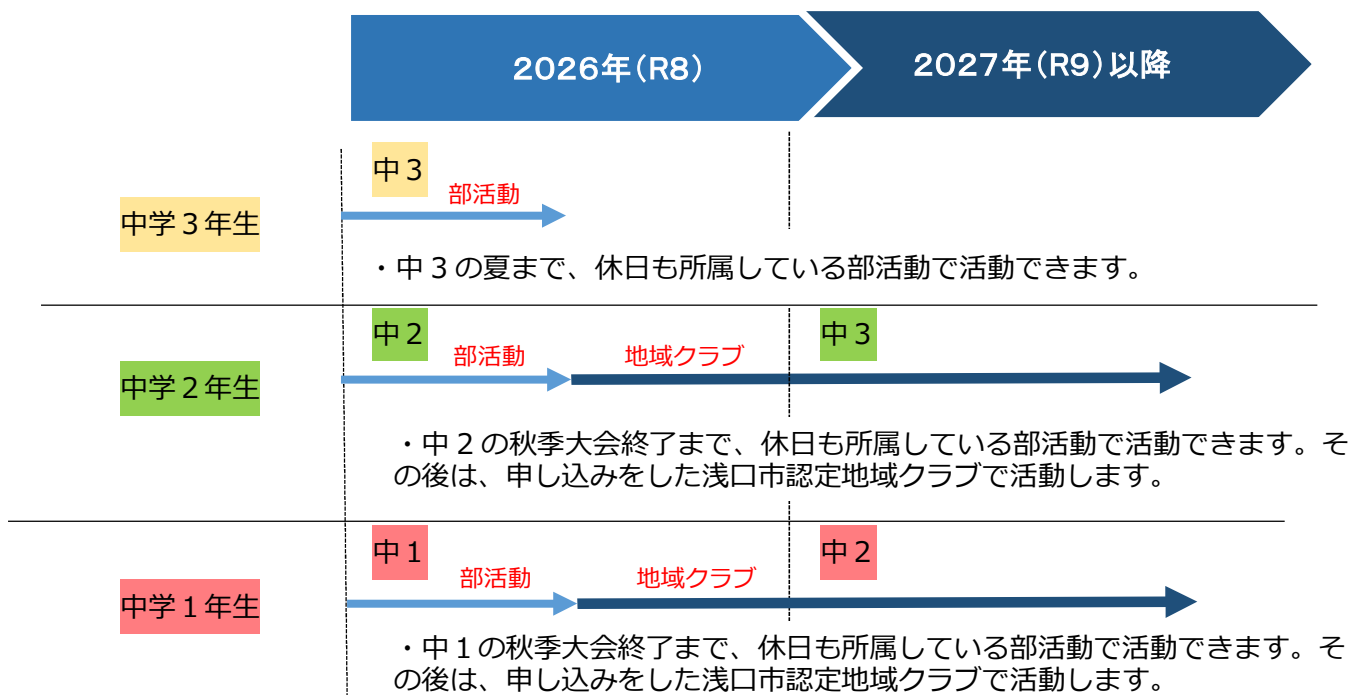 2026年(R8)
2027年(R9)以降
中３
部活動
中学３年生
・中３の夏まで、休日も所属している部活動で活動できます。
中２
中３
部活動
地域クラブ
中学２年生
・中２の秋季大会終了まで、休日も所属している部活動で活動できます。そ
の後は、申し込みをした浅口市認定地域クラブで活動します。
中１
中２
部活動
地域クラブ
中学１年生
・中１の秋季大会終了まで、休日も所属している部活動で活動できます。そ
の後は、申し込みをした浅口市認定地域クラブで活動します。